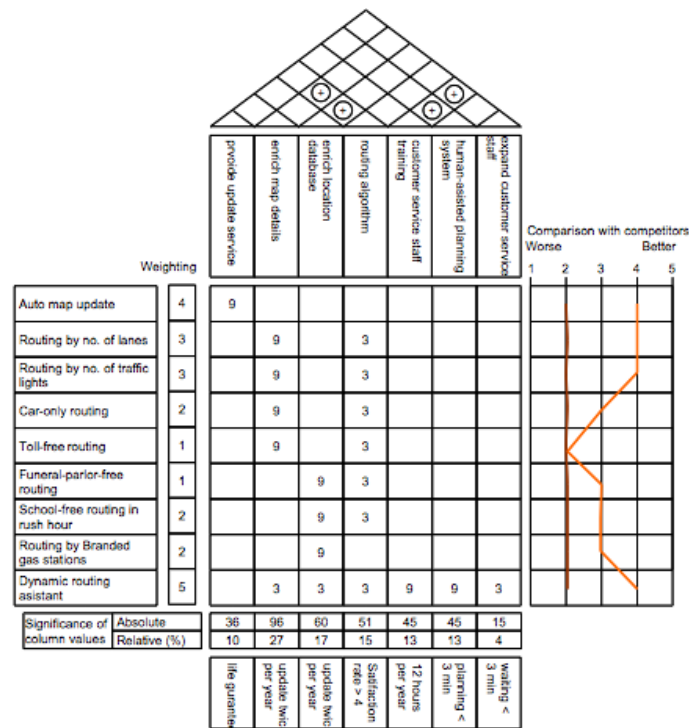 + +
+ +
prvoide update service
enrich map details
enrich location
database
routing algorithm
customer service staff
training
human-asisted planning
system
expand customer service
staff
Comparison with competitors
Worse Better
Weighting
1 2 3 4 5
Auto map update 4 9
Routing by no. of lanes 3 9 3
Routing by no. of traffic
lights 3 9 3
Car-only routing 2 9 3
Toll-free routing 1 9 3
Funeral-parlor-free
routing 1 9 3
School-free routing in
rush hour 2 9 3
Routing by Branded
gas stations 2 9
Dynamic routing
asistant 5 3 3 3 9 9 3
Significance of
column values
Absolute 36 96 60 51 45 45 15
Relative (%) 10 27 17 15 13 13 4
life gurantee
update twic
per year
update twic
per year
Satifaction
rate > 4
12 hours
per year
planning <
3 min
waiting <
3 min